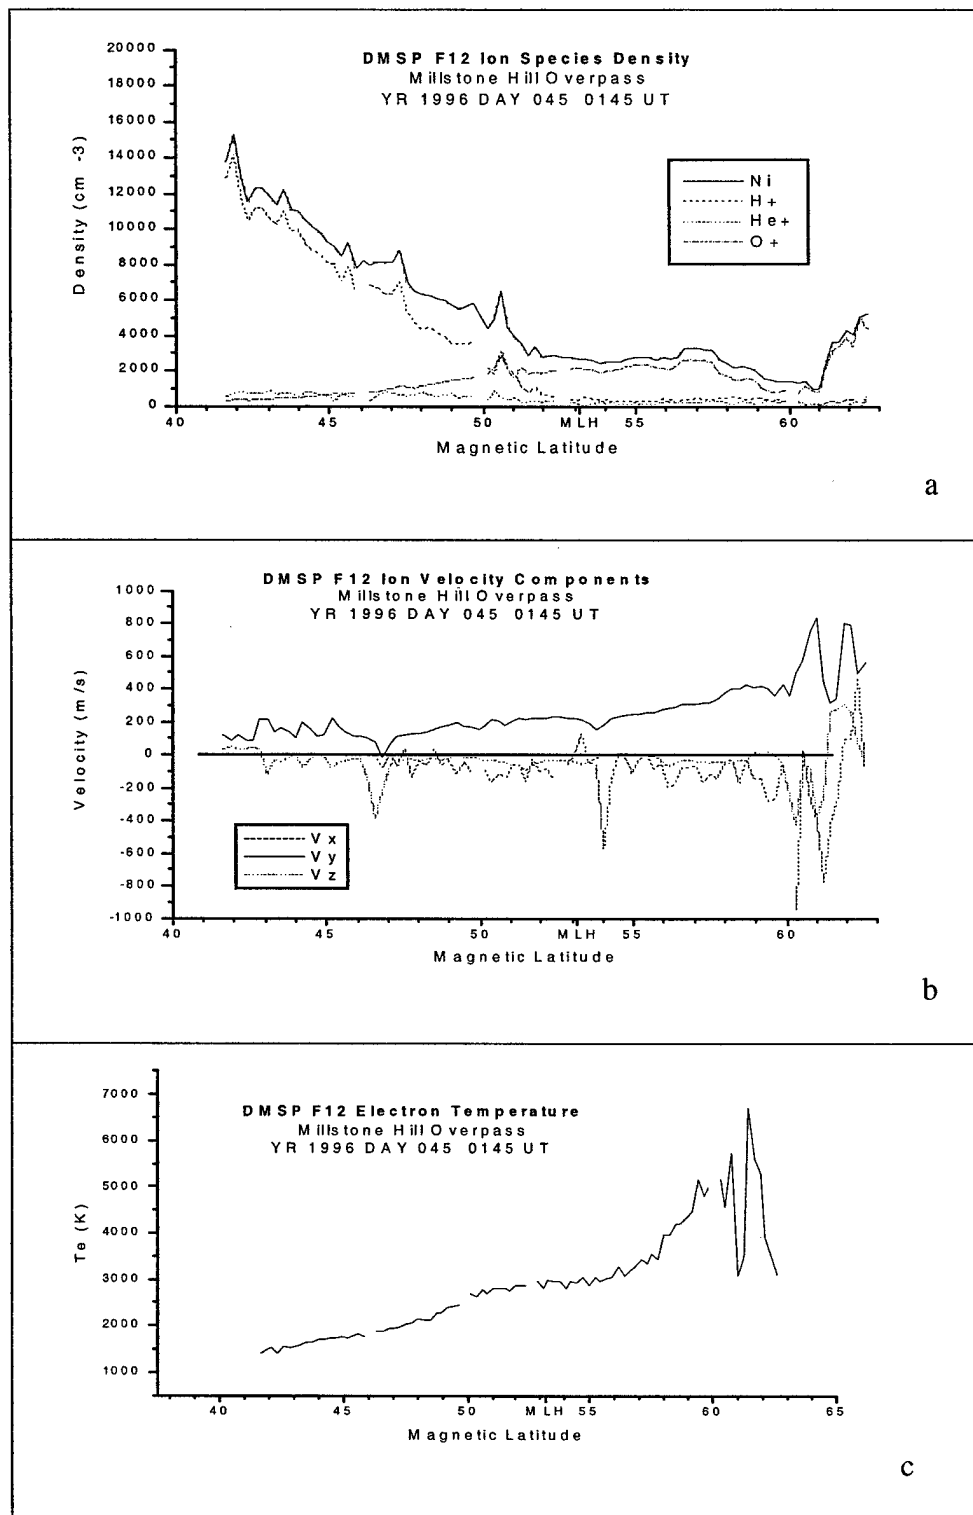 DMSP F12 Ion Species Density
Millstone Hill Overpass
YR 1996 DAY 045 0145 UT
20000
18000
16000
14000
12000
10000
8000
6000
4000
2000
0
Density (cm -3)
Ni
H+
He+
O+
40 45 50 MLH 55 60
Magnetic Latitude
a
DMSP F12 Ion Velocity Components
Millstone Hill Overpass
YR 1996 DAY 045 0145 UT
1000
800
600
400
200
0
-200
-400
-600
-800
-1000
Velocity (m/s)
Vx
Vy
Vz
40 45 50 MLH 55 60
Magnetic Latitude
b
DMSP F12 Electron Temperature
Millstone Hill Overpass
YR 1996 DAY 045 0145 UT
7000
6000
5000
4000
3000
2000
1000
Te (K)
40 45 50 MLH 55 60 65
Magnetic Latitude
c